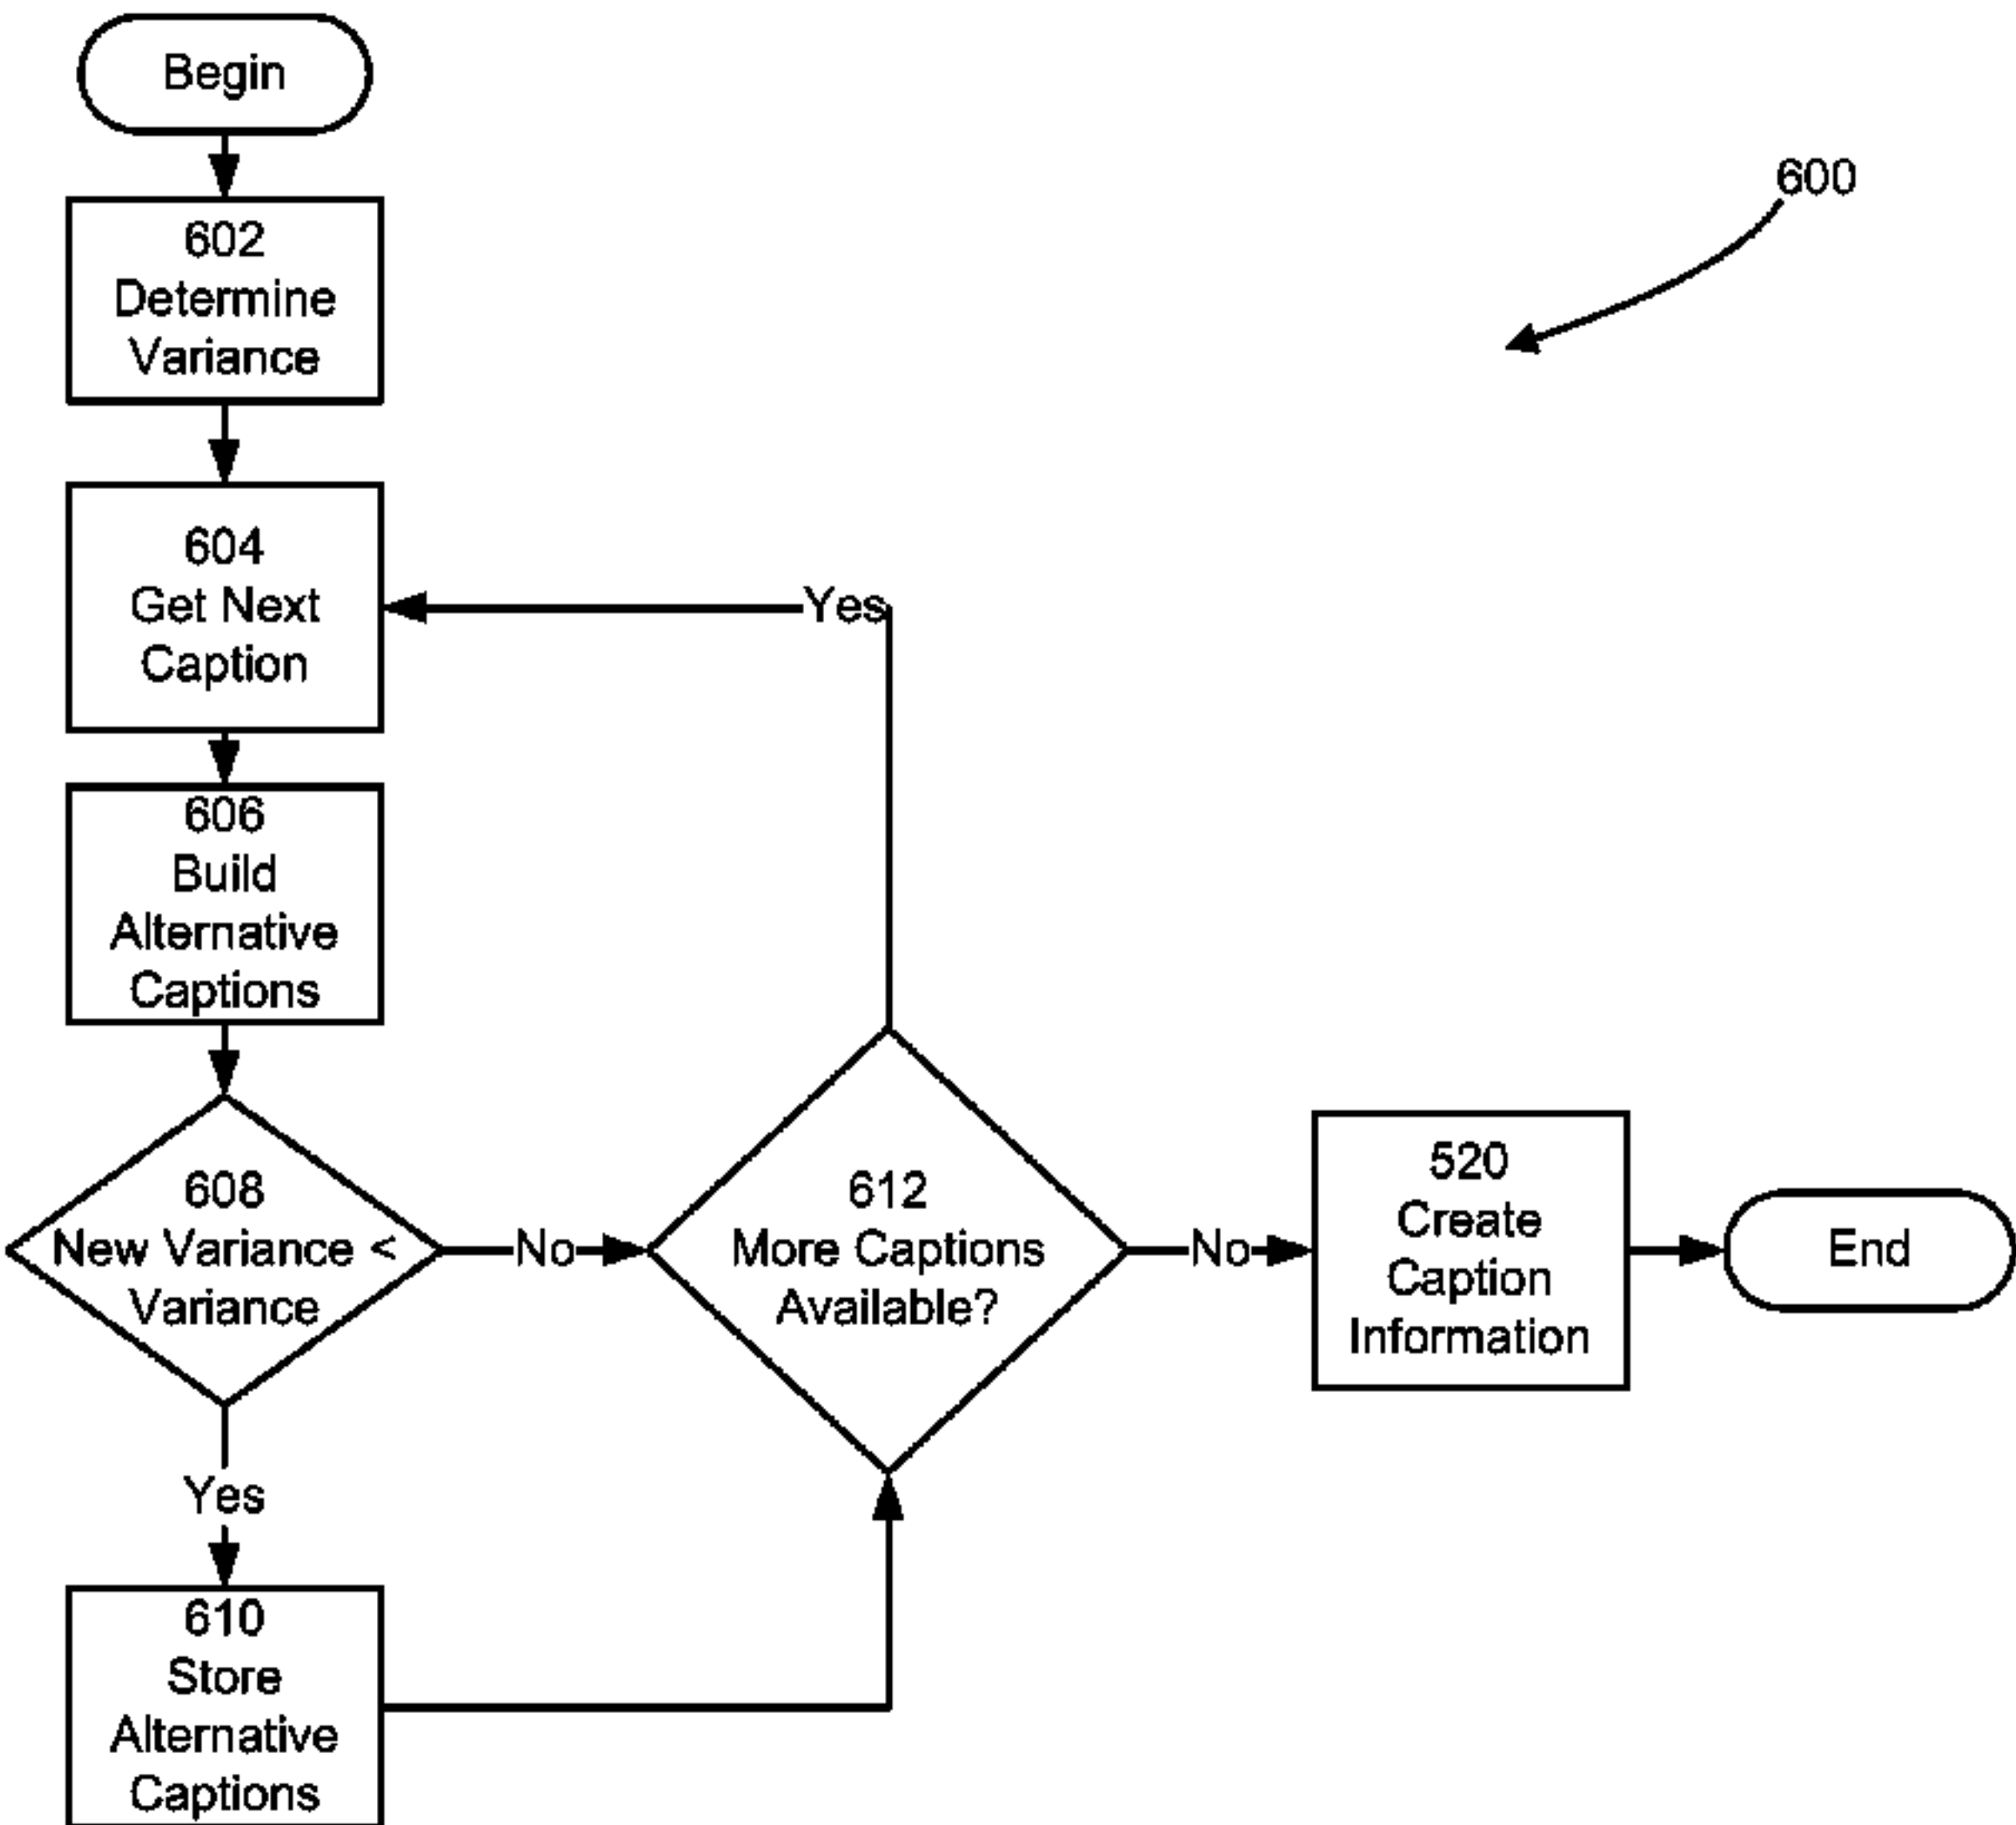 Begin
600
602
Determine
Variance
604
Get Next
Caption
Yes
606
Build
Alternative
Captions
608
New Variance <
Variance
No
612
More Captions
Available?
No
520
Create
Caption
Information
End
Yes
610
Store
Alternative
Captions